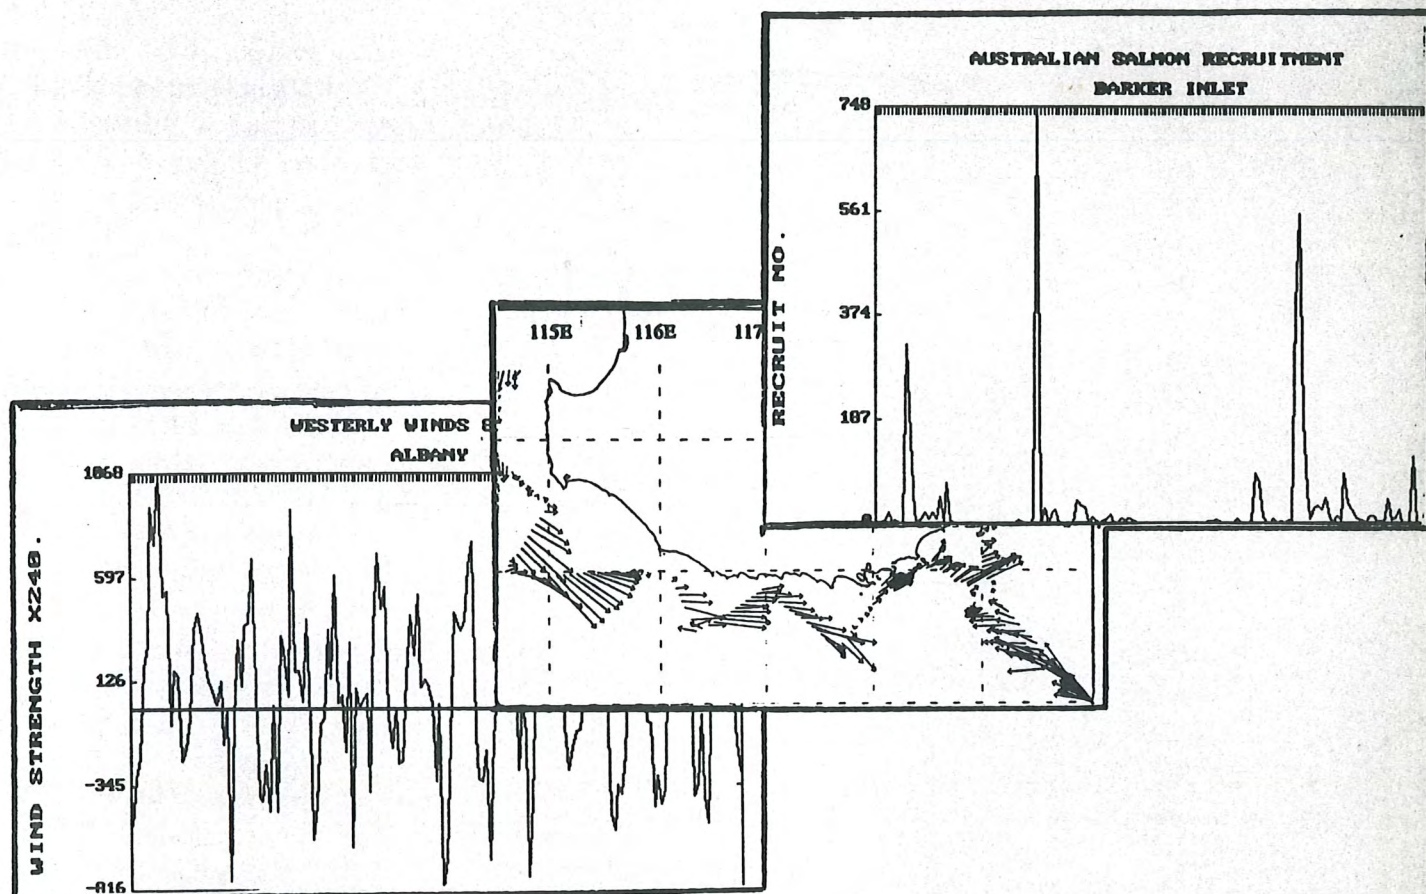 AUSTRALIAN SALMON RECRUITMENT
BARKER INLET
748
561
374
187
RECRUIT NO.
115E 116E 117
WESTERLY WINDS
ALBANY
1068
597
126
-345
-816
WIND STRENGTH X240.